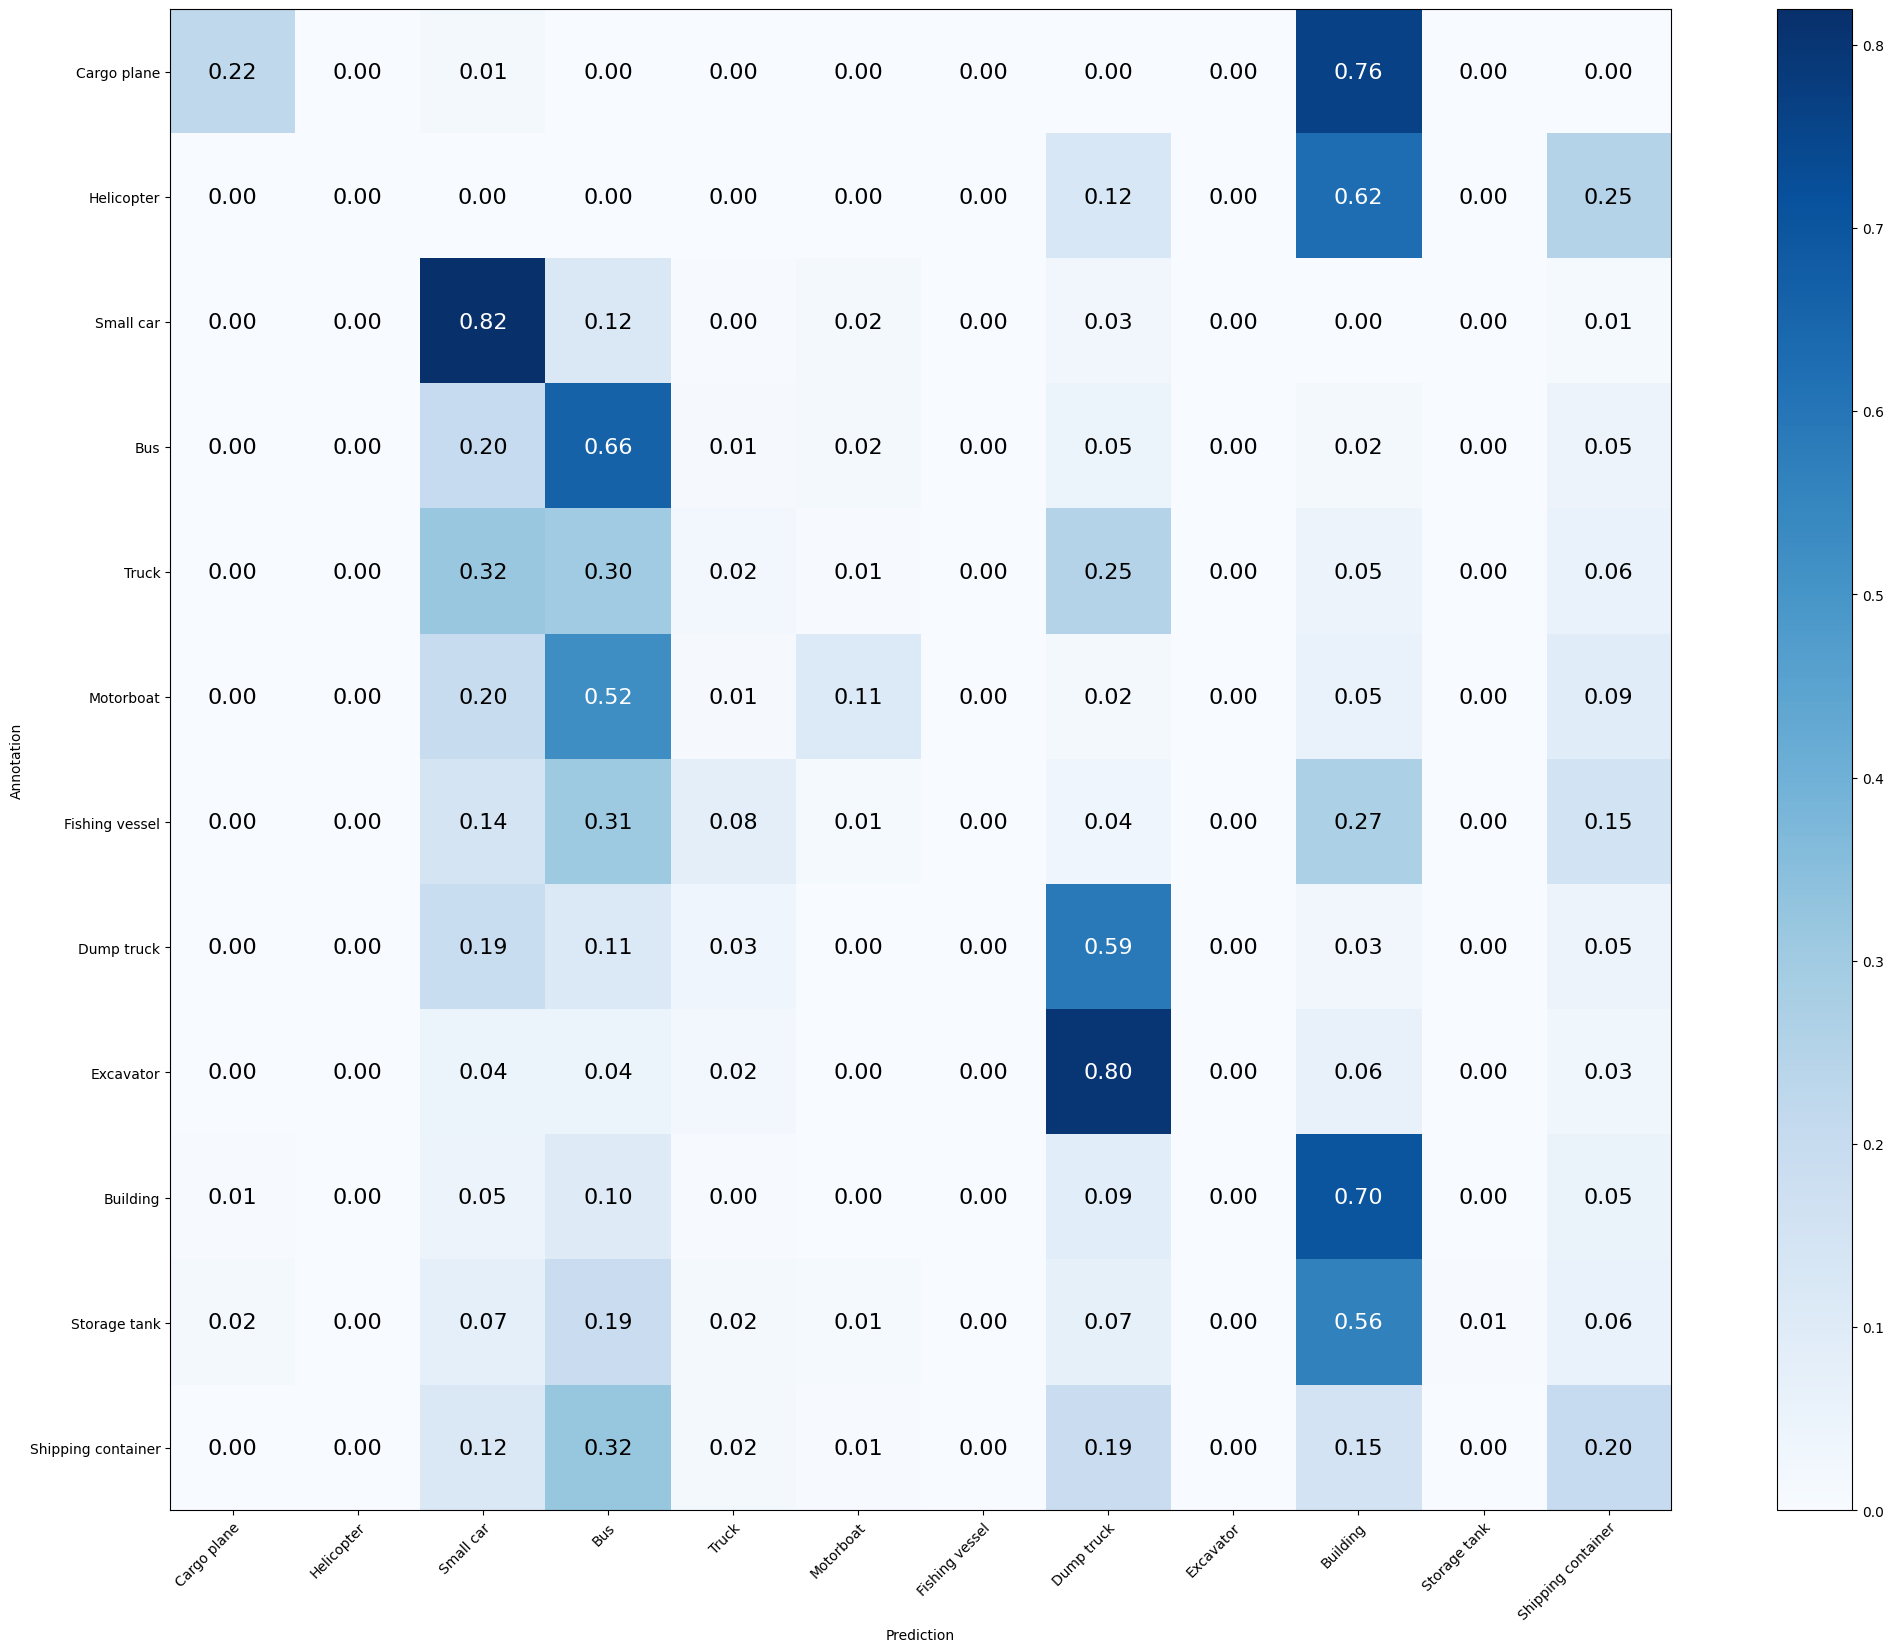 Cargo plane 0.22 0.00 0.01 0.00 0.00 0.00 0.00 0.00 0.00 0.76 0.00 0.00
Helicopter 0.00 0.00 0.00 0.00 0.00 0.00 0.00 0.12 0.00 0.62 0.00 0.25
Small car 0.00 0.00 0.82 0.12 0.00 0.02 0.00 0.03 0.00 0.00 0.00 0.01
Bus 0.00 0.00 0.20 0.66 0.01 0.02 0.00 0.05 0.00 0.02 0.00 0.05
Truck 0.00 0.00 0.32 0.30 0.02 0.01 0.00 0.25 0.00 0.05 0.00 0.06
Motorboat 0.00 0.00 0.20 0.52 0.01 0.11 0.00 0.02 0.00 0.05 0.00 0.09
Fishing vessel 0.00 0.00 0.14 0.31 0.08 0.01 0.00 0.04 0.00 0.27 0.00 0.15
Dump truck 0.00 0.00 0.19 0.11 0.03 0.00 0.00 0.59 0.00 0.03 0.00 0.05
Excavator 0.00 0.00 0.04 0.04 0.02 0.00 0.00 0.80 0.00 0.06 0.00 0.03
Building 0.01 0.00 0.05 0.10 0.00 0.00 0.00 0.09 0.00 0.70 0.00 0.05
Storage tank 0.02 0.00 0.07 0.19 0.02 0.01 0.00 0.07 0.00 0.56 0.01 0.06
Shipping container 0.00 0.00 0.12 0.32 0.02 0.01 0.00 0.19 0.00 0.15 0.00 0.20
Annotation
Cargo plane
Helicopter
Small car
Bus
Truck
Motorboat
Fishing vessel
Dump truck
Excavator
Building
Storage tank
Shipping container
Prediction
0.8
0.7
0.6
0.5
0.4
0.3
0.2
0.1
0.0